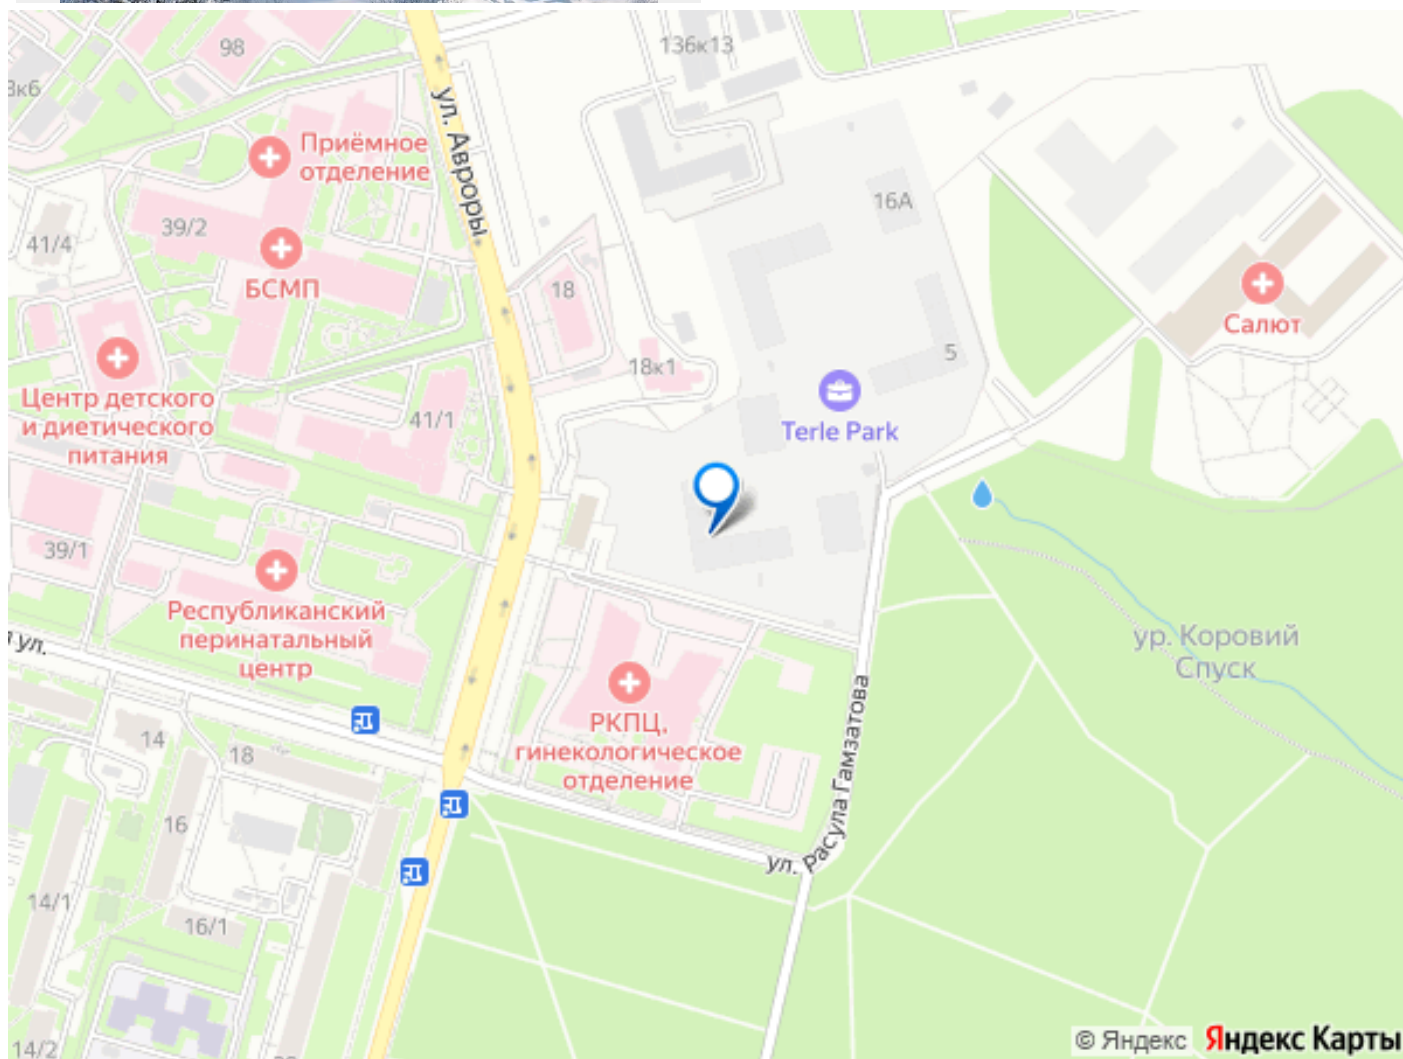 98
136к13
3к6
ул. Авроры
Приёмное
отделение
16А
39/2
41/4
БСМП
18
Салют
18к1
5
Центр детского
и диетического
питания
41/1
Terle Park
39/1
Республиканский
перинатальный
центр
ур. Коровий
Спуск
ул.
РКПЦ,
гинекологическое
отделение
14
18
16
ул. Расула Гамзатова
14/1
16/1
14/2
© Яндекс Яндекс Карты